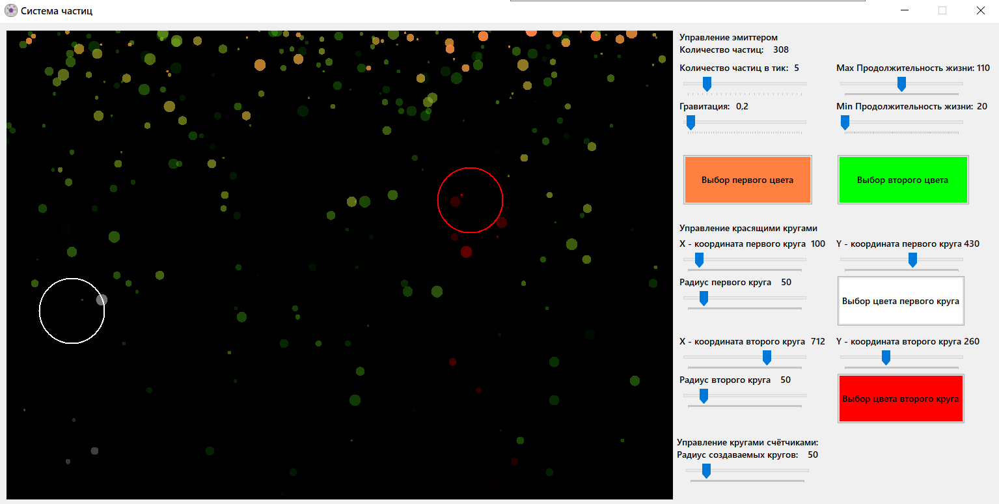 Система частиц
Управление эмиттером
Количество частиц: 308
Количество частиц в тик: 5
Max Продолжительность жизни: 110
Гравитация: 0,2
Min Продолжительность жизни: 20
Выбор первого цвета
Выбор второго цвета
Управление красящими кругами
X - координата первого круга 100
Y - координата первого круга 430
Радиус первого круга 50
Выбор цвета первого круга
X - координата второго круга 712
Y - координата второго круга 260
Радиус второго круга 50
Выбор цвета второго круга
Управление кругами счётчиками:
Радиус создаваемых кругов: 50